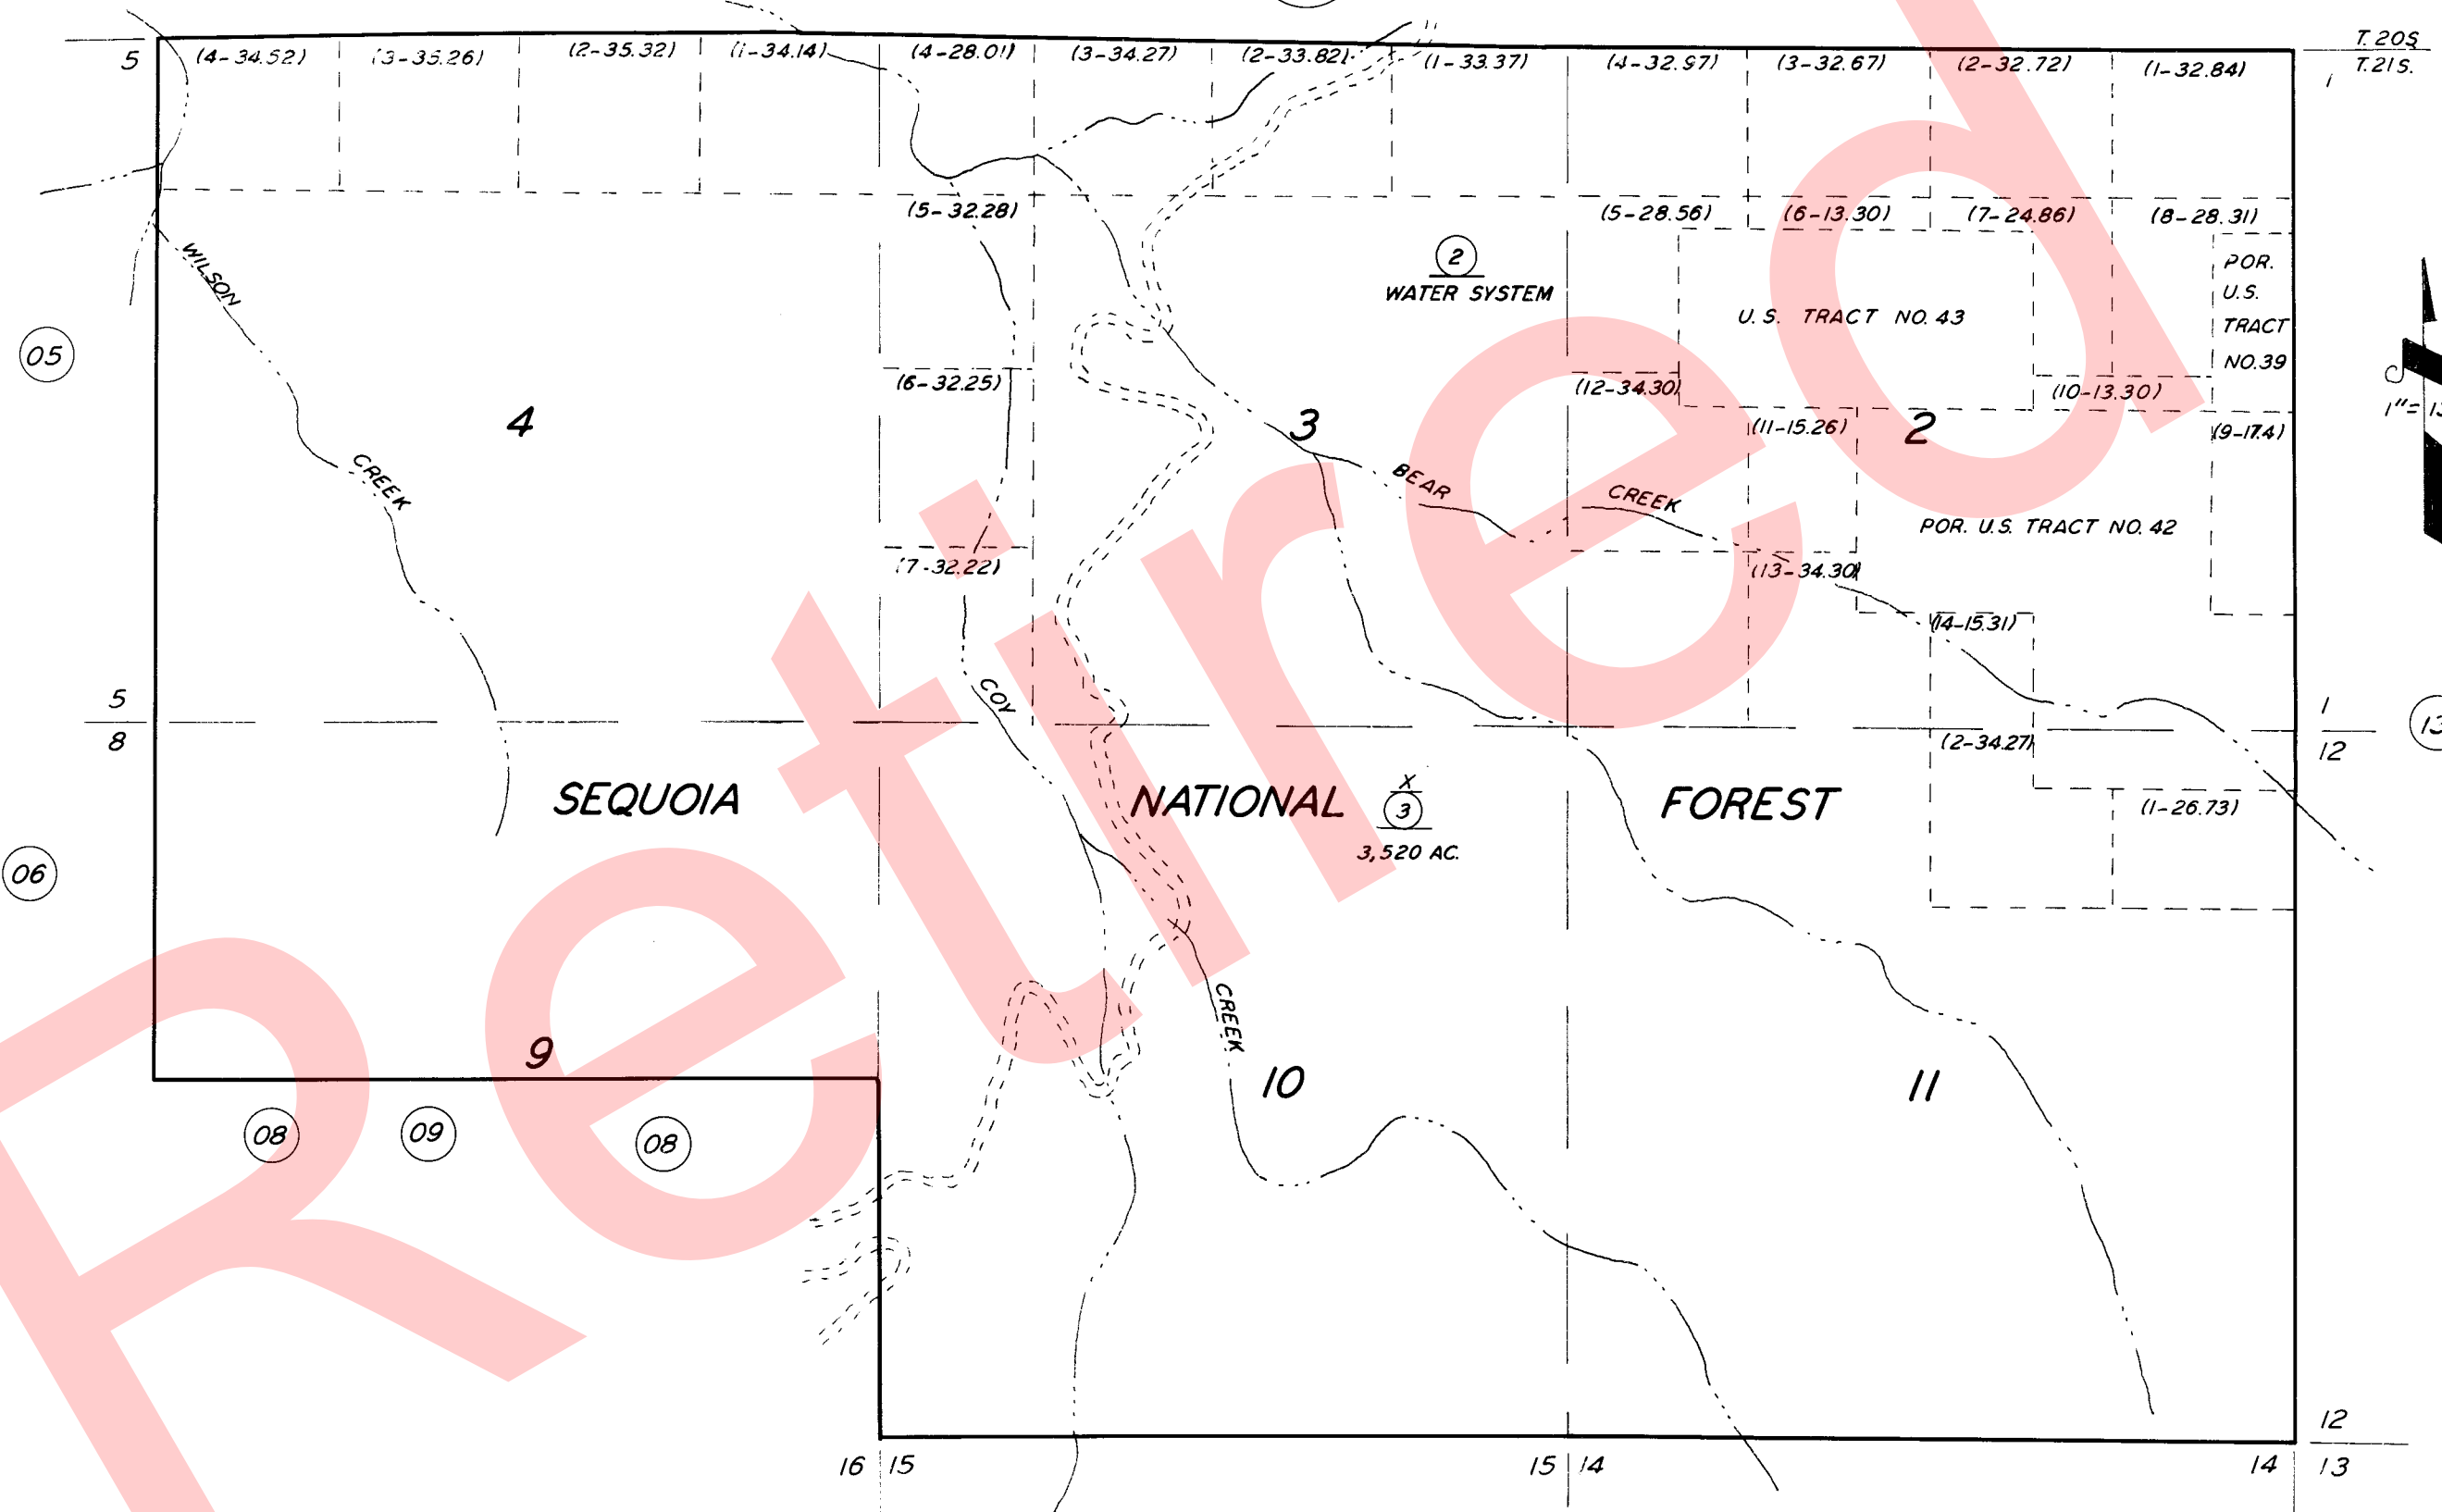 T. 20S
T. 21S.
5
(4-34.52)
(3-35.26)
(2-35.32)
(1-34.14)
(4-28.01)
(3-34.27)
(2-33.82)
(1-33.37)
(4-32.97)
(3-32.67)
(2-32.72)
(1-32.84)
1
(5-32.28)
(5-28.56)
(6-13.30)
(7-24.86)
(8-28.31)
WILSON
CREEK
2
WATER SYSTEM
U.S. TRACT NO. 43
POR.
U.S.
TRACT
NO.39
05
(6-32.25)
(12-34.30)
(10-13.30)
4
3
(11-15.26)
2
(9-17.4)
BEAR
CREEK
POR. U.S. TRACT NO. 42
(7-32.22)
(13-34.30)
(14-15.31)
COY
CREEK
5
8
1
12
(2-34.27)
SEQUOIA NATIONAL FOREST
X
3
3,520 AC.
(1-26.73)
06
9
10
11
08
09
08
12
16
15
15
14
14
13
Retired